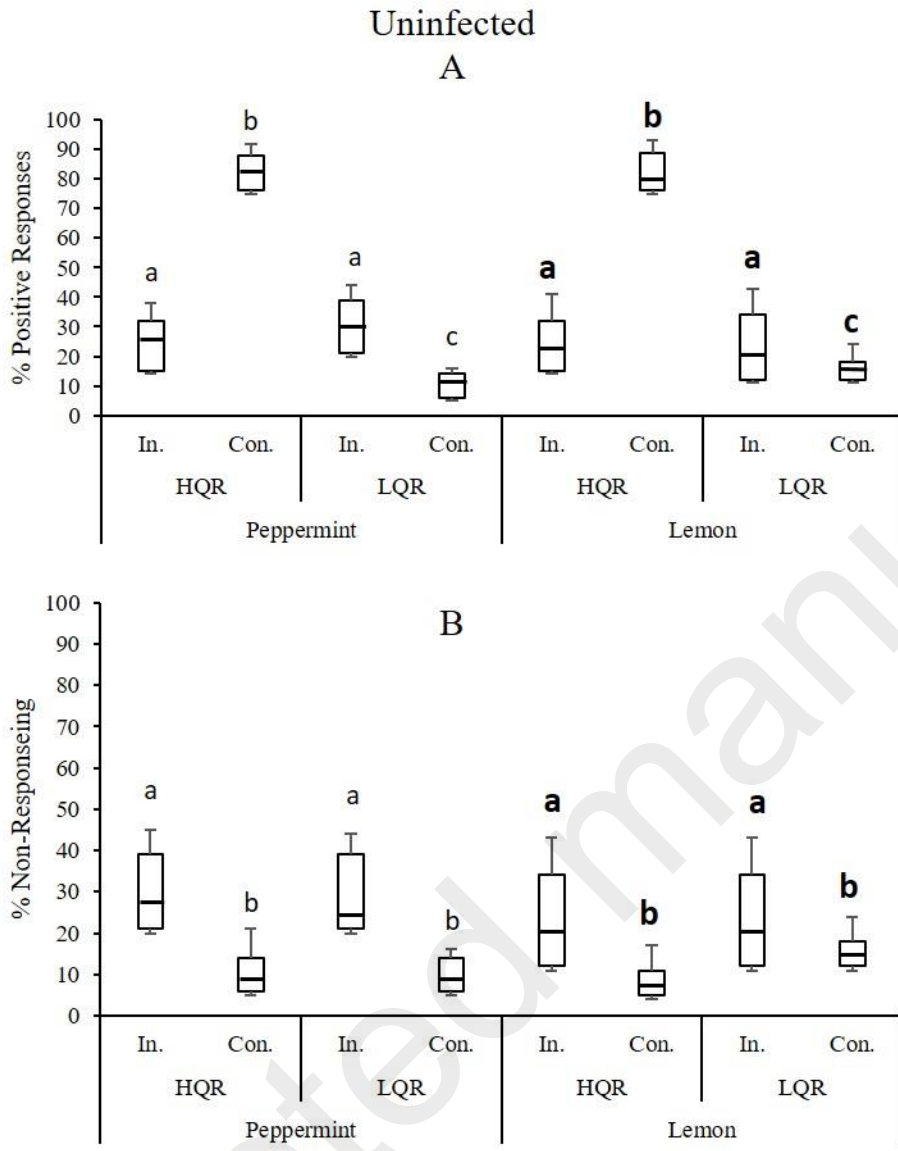 Uninfected
A
% Positive Responses
100
90
80
70
60
50
40
30
20
10
0
a
b
a
c
a
b
a
c
In. Con. In. Con. In. Con. In. Con.
HQR LQR HQR LQR
Peppermint Lemon
B
% Non-Responseing
100
90
80
70
60
50
40
30
20
10
0
a
b
a
b
a
b
a
b
In. Con. In. Con. In. Con. In. Con.
HQR LQR HQR LQR
Peppermint Lemon